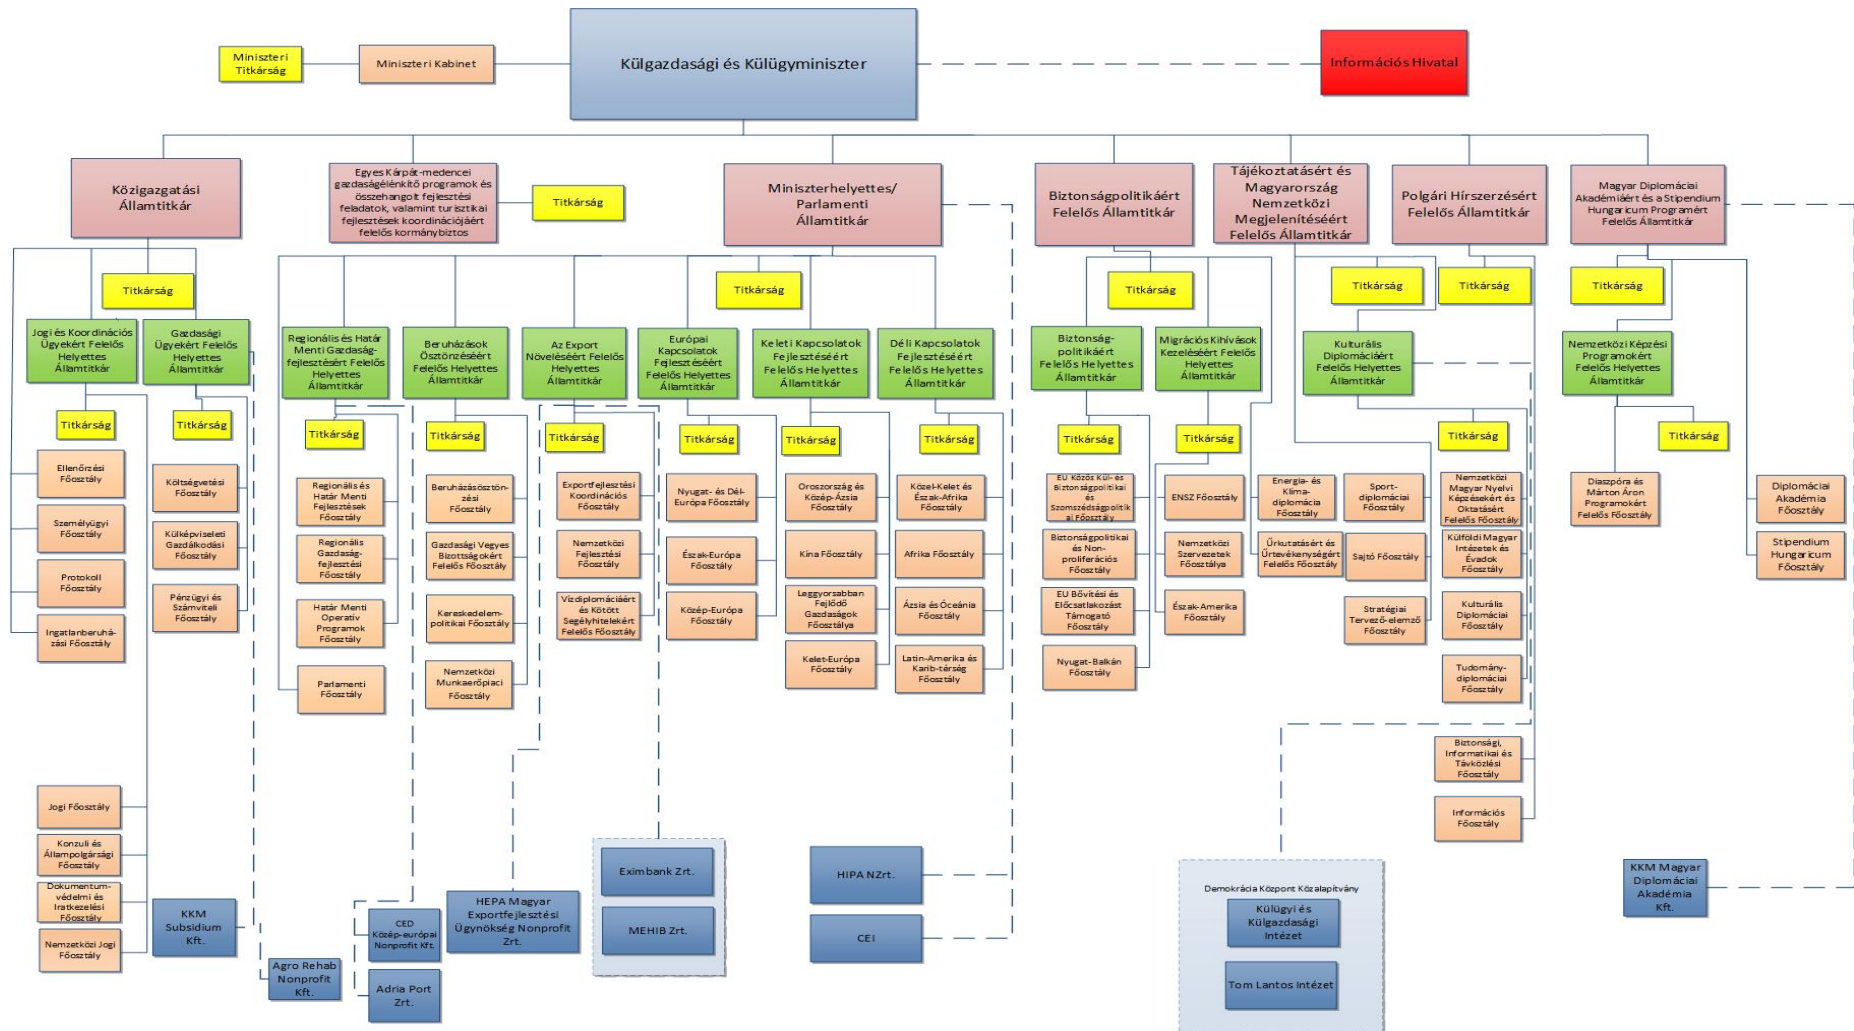 Miniszteri
Titkárság
Miniszteri Kabinet
Külgazdasági és Külügyminiszter
Információs Hivatal
Közigazgatási
Államtitkár
Egyes Kárpát-medencei
gazdaságélénkítő programok és
összehangolt fejlesztési
feladatok, valamint turisztikai
fejlesztések koordinációjáért
felelős kormánybiztos
Titkárság
Miniszterhelyettes/
Parlamenti
Államtitkár
Biztonságpolitikáért
Felelős Államtitkár
Tájékoztatásért és
Magyarország
Nemzetközi
Megjelenítéséért
Felelős Államtitkár
Polgári Hírszerzésért
Felelős Államtitkár
Magyar Diplomáciai
Akadémiáért és a Stipendium
Hungaricum Programért
Felelős Államtitkár
Titkárság
Titkárság
Titkárság
Titkárság
Titkárság
Titkárság
Jogi és Koordinációs
Ügyekért Felelős
Helyettes
Államtitkár
Gazdasági
Ügyekért Felelős
Helyettes
Államtitkár
Regionális és Határ
Menti Gazdaság-
fejlesztésért Felelős
Helyettes
Államtitkár
Beruházások
Ösztönzéséért
Felelős Helyettes
Államtitkár
Az Export
Növeléséért Felelős
Helyettes
Államtitkár
Európai
Kapcsolatok
Fejlesztéséért
Felelős Helyettes
Államtitkár
Keleti Kapcsolatok
Fejlesztéséért
Felelős Helyettes
Államtitkár
Déli Kapcsolatok
Fejlesztéséért
Felelős Helyettes
Államtitkár
Biztonság-
politikáért
Felelős Helyettes
Államtitkár
Migrációs Kihívások
Kezeléséért Felelős
Helyettes
Államtitkár
Kulturális
Diplomáciáért
Felelős Helyettes
Államtitkár
Nemzetközi Képzési
Programokért
Felelős Helyettes
Államtitkár
Titkárság
Titkárság
Titkárság
Titkárság
Titkárság
Titkárság
Titkárság
Titkárság
Titkárság
Titkárság
Titkárság
Titkárság
Ellenőrzési
Főosztály
Személyügyi
Főosztály
Protokoll
Főosztály
Ingatlanberuhá-
zási Főosztály
Költségvetési
Főosztály
Külképviseleti
Gazdálkodási
Főosztály
Pénzügyi és
Számviteli
Főosztály
Regionális és
Határ Menti
Fejlesztések
Főosztály
Regionális
Gazdaság-
fejlesztési
Főosztály
Határ Menti
Operatív
Programok
Főosztály
Parlamenti
Főosztály
Beruházásösztön-
zési
Főosztály
Gazdasági Vegyes
Bizottságokért
Felelős Főosztály
Kereskedelem-
politikai Főosztály
Nemzetközi
Munkaerőpiaci
Főosztály
Exportfejlesztési
Koordinációs
Főosztály
Nemzetközi
Fejlesztési
Főosztály
Vízdiplomáciáért
és Kötött
Segélyhitelekért
Felelős Főosztály
Nyugat- és Dél-
Európa Főosztály
Észak-Európa
Főosztály
Közép-Európa
Főosztály
Oroszország és
Közép-Ázsia
Főosztály
Kína Főosztály
Leggyorsabban
Fejlődő
Gazdaságok
Főosztálya
Kelet-Európa
Főosztály
Közel-Kelet és
Észak-Afrika
Főosztály
Afrika Főosztály
Ázsia és Óceánia
Főosztály
Latin-Amerika és
Karib-térség
Főosztály
EU Közös Kül- és
Biztonságpolitikai
és
Szomszédságpolitik
ai Főosztály
Biztonságpolitikai
és Non-
proliferációs
Főosztály
EU Bővítési és
Előcsatlakozást
Támogató
Főosztály
Nyugat-Balkán
Főosztály
ENSZ Főosztály
Nemzetközi
Szervezetek
Főosztálya
Észak-Amerika
Főosztály
Energia- és
Klíma-
diplomácia
Főosztály
Űrkutatásért és
Űrtevékenységért
Felelős Főosztály
Sport-
diplomáciai
Főosztály
Sajtó Főosztály
Stratégiai
Tervező-elemző
Főosztály
Nemzetközi
Magyar Nyelvi
Képzésekért és
Oktatásért
Felelős Főosztály
Külföldi Magyar
Intézetek és
Évadok Főosztály
Kulturális
Diplomáciai
Főosztály
Tudomány-
diplomáciai
Főosztály
Biztonsági,
Informatikai és
Távközlési
Főosztály
Információs
Főosztály
Diaszpóra és
Márton Áron
Programokért
Felelős Főosztály
Diplomáciai
Akadémia
Főosztály
Stipendium
Hungaricum
Főosztály
Jogi Főosztály
Konzuli és
Állampolgársági
Főosztály
Dokumentum-
védelmi és
Iratkezelési
Főosztály
Nemzetközi Jogi
Főosztály
KKM
Subsidium
Kft.
Agro Rehab
Nonprofit
Kft.
CED
Közép-európai
Nonprofit Kft.
Adria Port
Zrt.
HEPA Magyar
Exportfejlesztési
Ügynökség Nonprofit
Zrt.
Eximbank Zrt.
MEHIB Zrt.
HIPA NZrt.
CEI
Demokrácia Központ Közalapítvány
Külügyi és
Külgazdasági
Intézet
Tom Lantos Intézet
KKM Magyar
Diplomáciai
Akadémia
Kft.